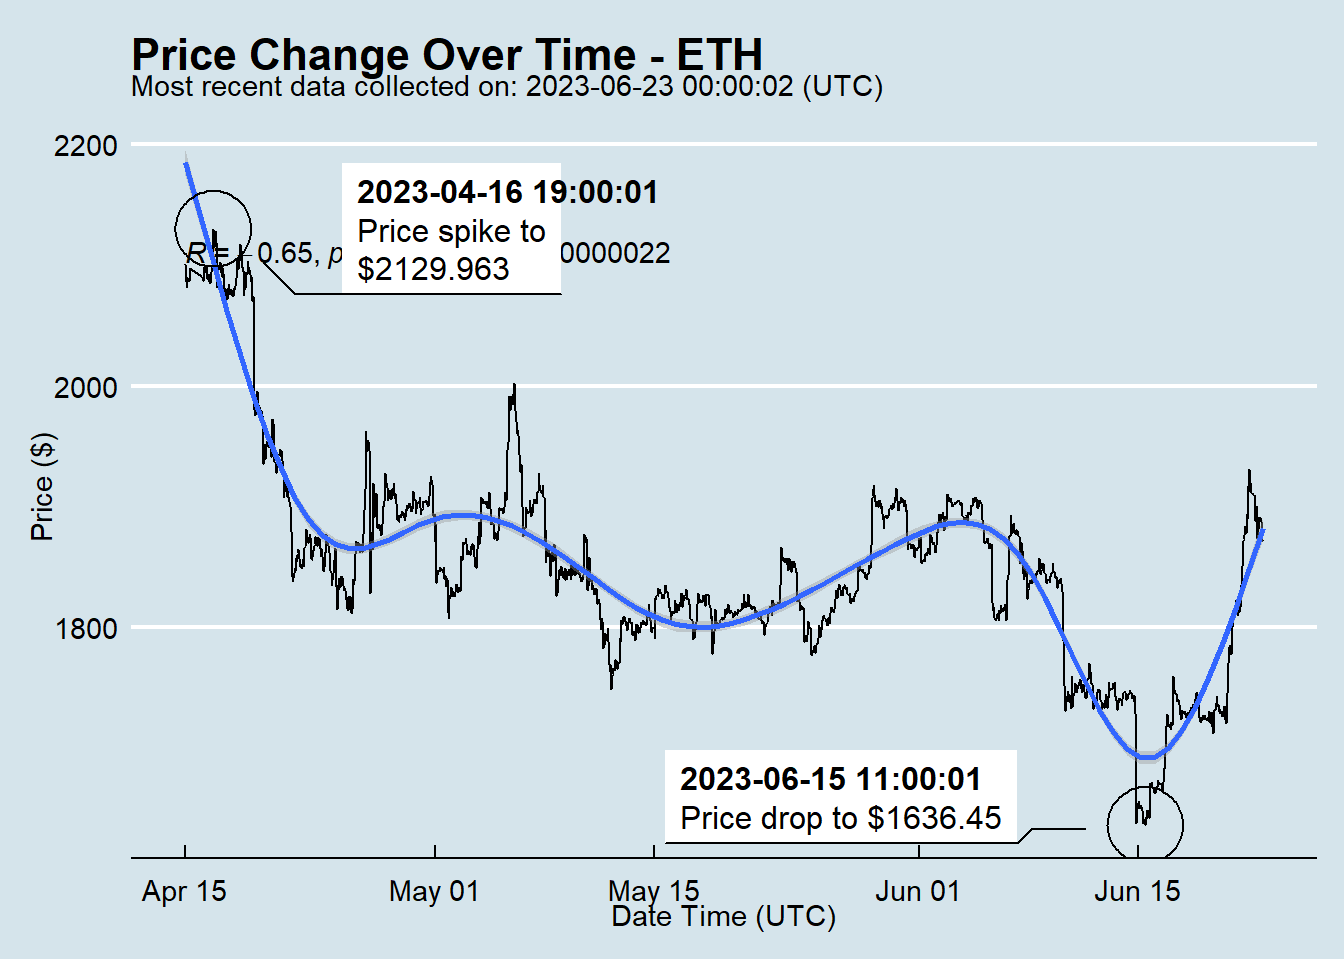 Price Change Over Time - ETH
Most recent data collected on: 2023-06-23 00:00:02 (UTC)
2200
2023-04-16 19:00:01
Price spike to
$2129.963
R = -0.65, p 0000022
2000
Price ($)
1800
2023-06-15 11:00:01
Price drop to $1636.45
Apr 15 May 01 May 15 Jun 01 Jun 15
Date Time (UTC)